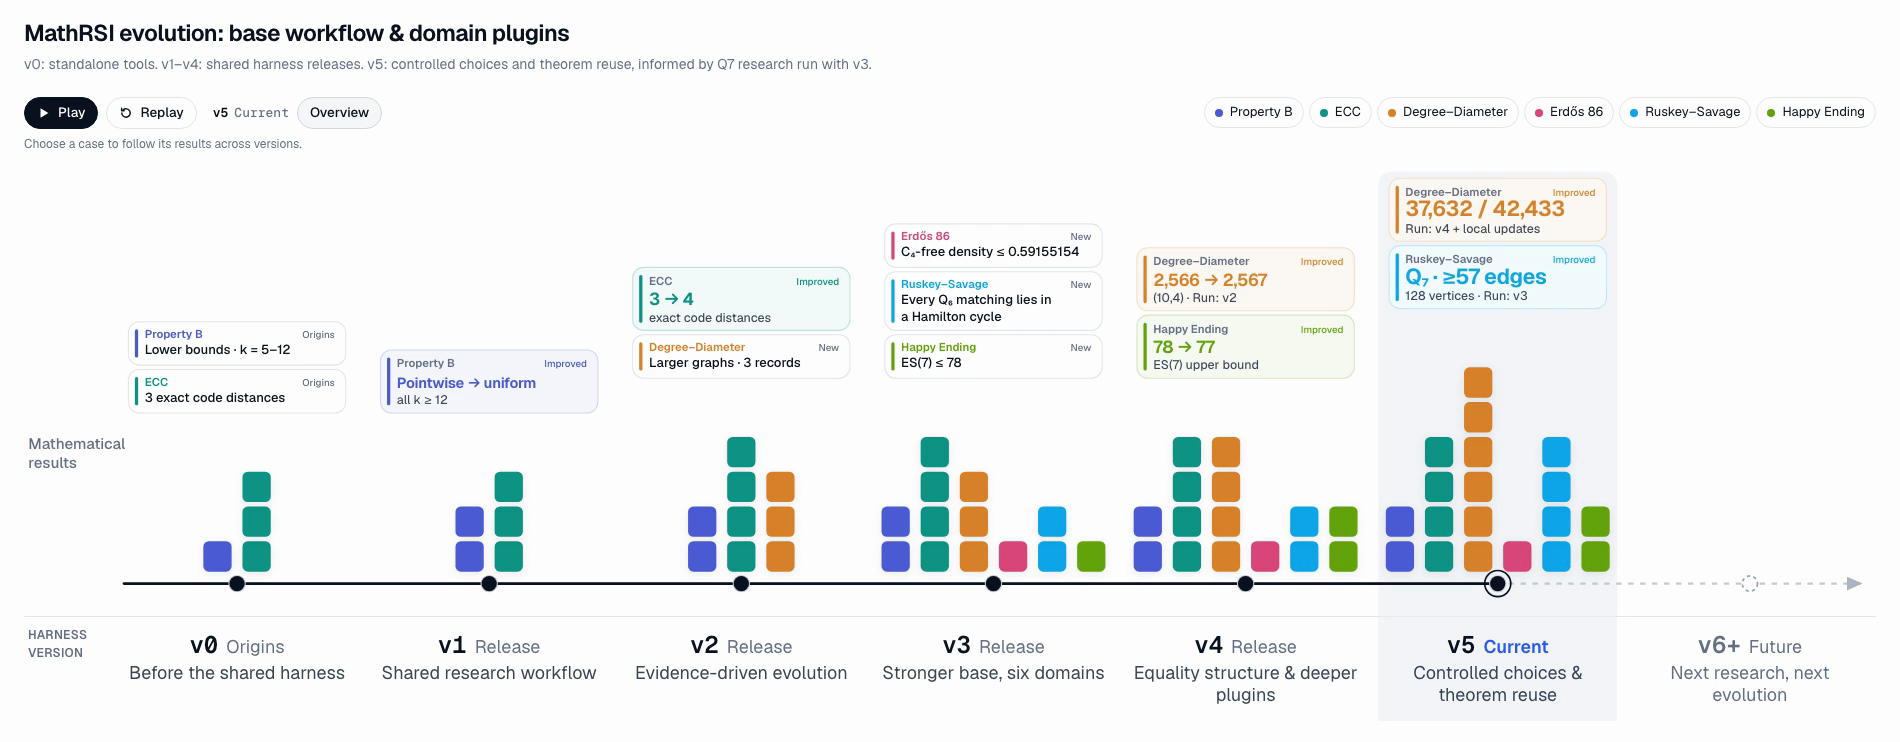 MathRSI evolution: base workflow & domain plugins
v0: standalone tools. v1–v4: shared harness releases. v5: controlled choices and theorem reuse, informed by Q7 research run with v3.
Play
Replay
v5 Current
Overview
Property B
ECC
Degree–Diameter
Erdős 86
Ruskey–Savage
Happy Ending
Choose a case to follow its results across versions.
Property B Origins
Lower bounds · k = 5–12
ECC Origins
3 exact code distances
Property B Improved
Pointwise → uniform
all k ≥ 12
ECC Improved
3 → 4
exact code distances
Degree–Diameter New
Larger graphs · 3 records
Erdős 86 New
C₄-free density ≤ 0.59155154
Ruskey–Savage New
Every Q₆ matching lies in
a Hamilton cycle
Happy Ending New
ES(7) ≤ 78
Degree–Diameter Improved
2,566 → 2,567
(10,4) · Run: v2
Happy Ending Improved
78 → 77
ES(7) upper bound
Degree–Diameter Improved
37,632 / 42,433
Run: v4 + local updates
Ruskey–Savage Improved
Q₇ · ≥57 edges
128 vertices · Run: v3
Mathematical
results
HARNESS
VERSION
v0 Origins
Before the shared harness
v1 Release
Shared research workflow
v2 Release
Evidence-driven evolution
v3 Release
Stronger base, six domains
v4 Release
Equality structure & deeper
plugins
v5 Current
Controlled choices &
theorem reuse
v6+ Future
Next research, next
evolution